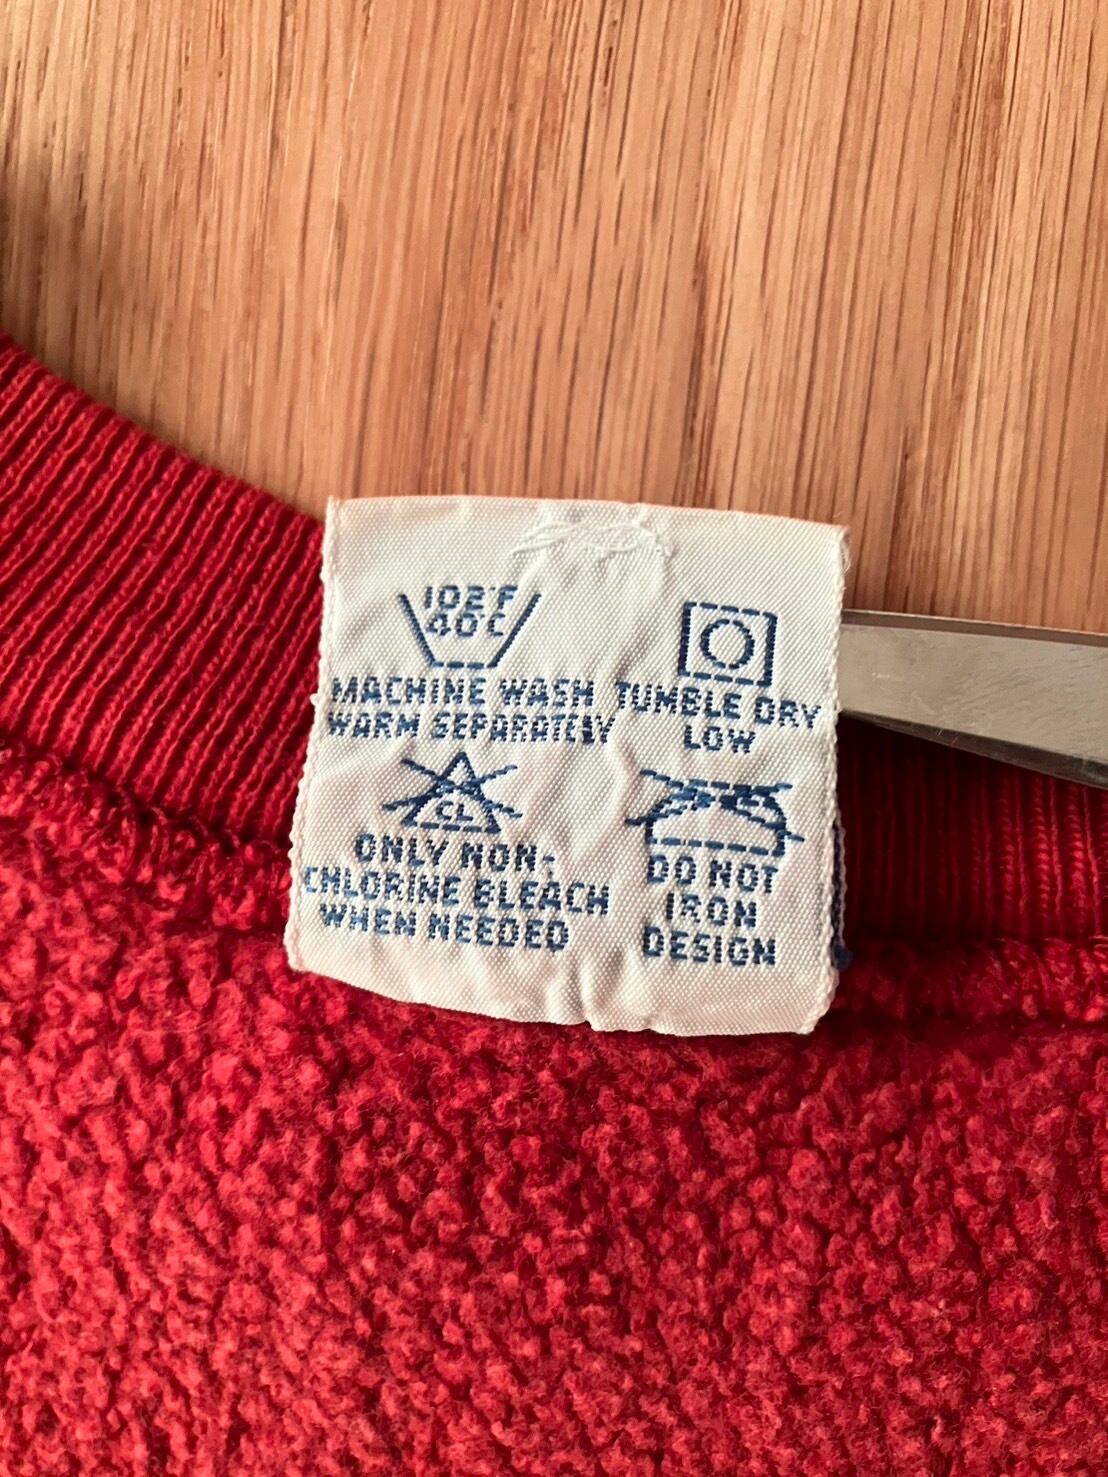 102°F
40°C
MACHINE WASH
WARM SEPARATELY
TUMBLE DRY
LOW
CL
ONLY NON-
CHLORINE BLEACH
WHEN NEEDED
DO NOT
IRON
DESIGN